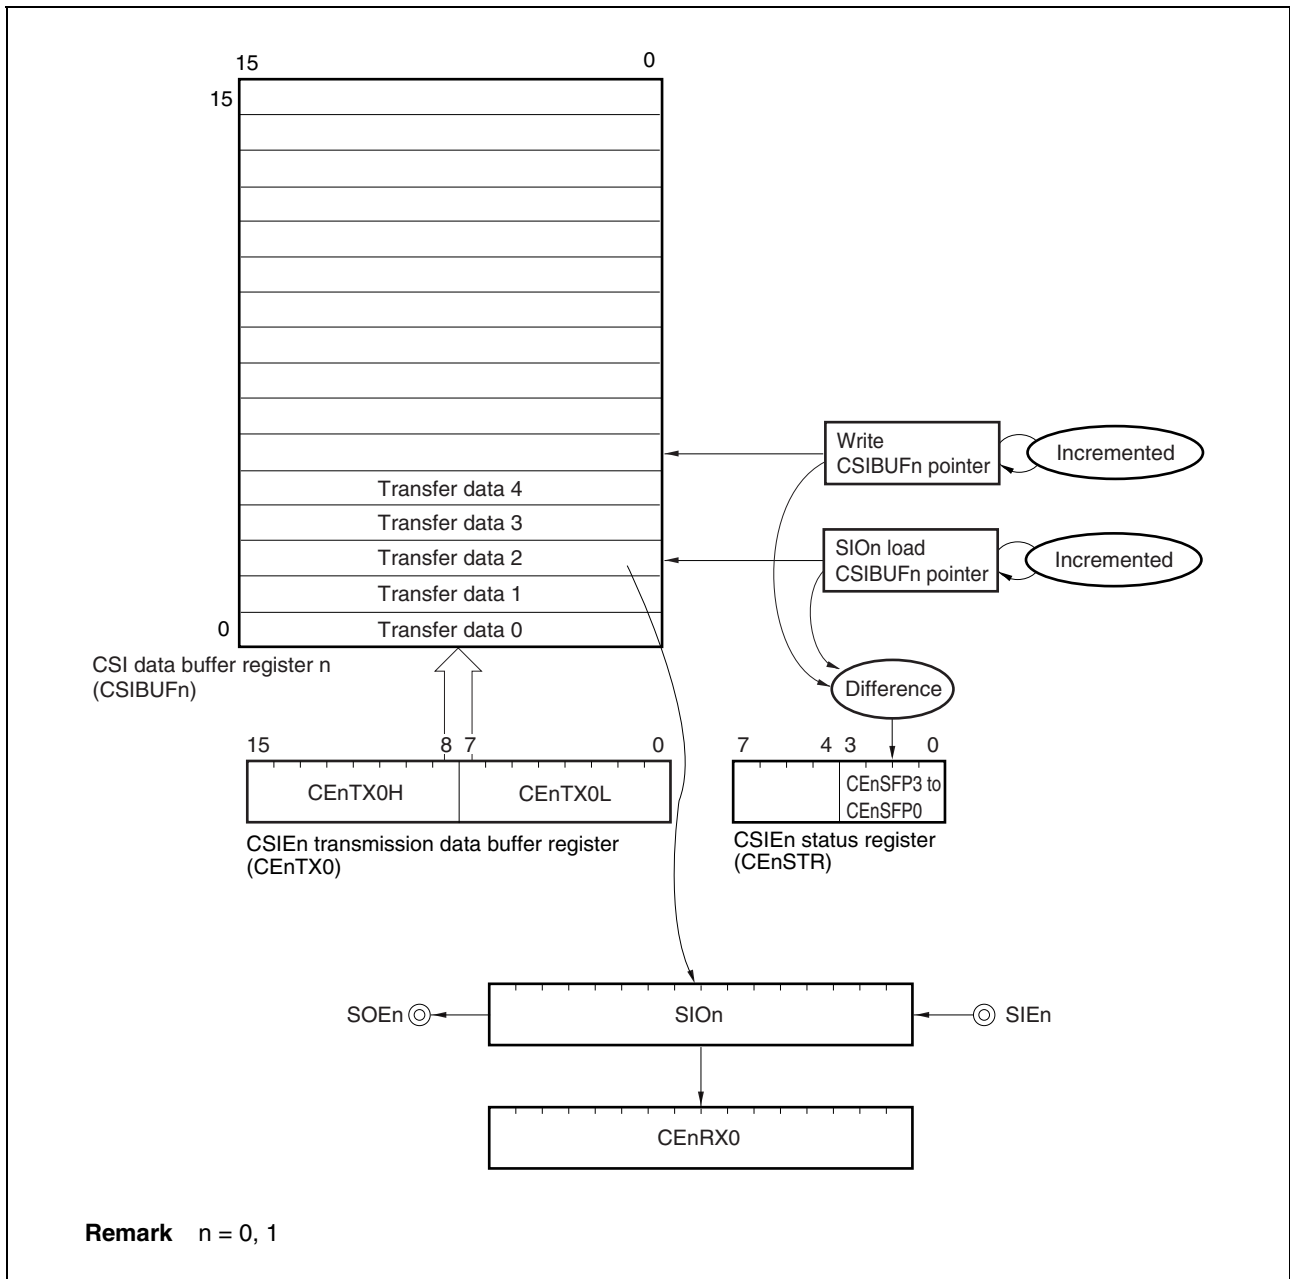 15 0
15
Transfer data 4
Transfer data 3
Transfer data 2
Transfer data 1
0 Transfer data 0
CSI data buffer register n
(CSIBUFn)
Write
CSIBUFn pointer
Incremented
SIOn load
CSIBUFn pointer
Incremented
Difference
15 8 7 0
CEnTX0H CEnTX0L
CSIEn transmission data buffer register
(CEnTX0)
7 4 3 0
CEnSFP3 to
CEnSFP0
CSIEn status register
(CEnSTR)
SOEn SIOn SIEn
CEnRX0
Remark n = 0, 1